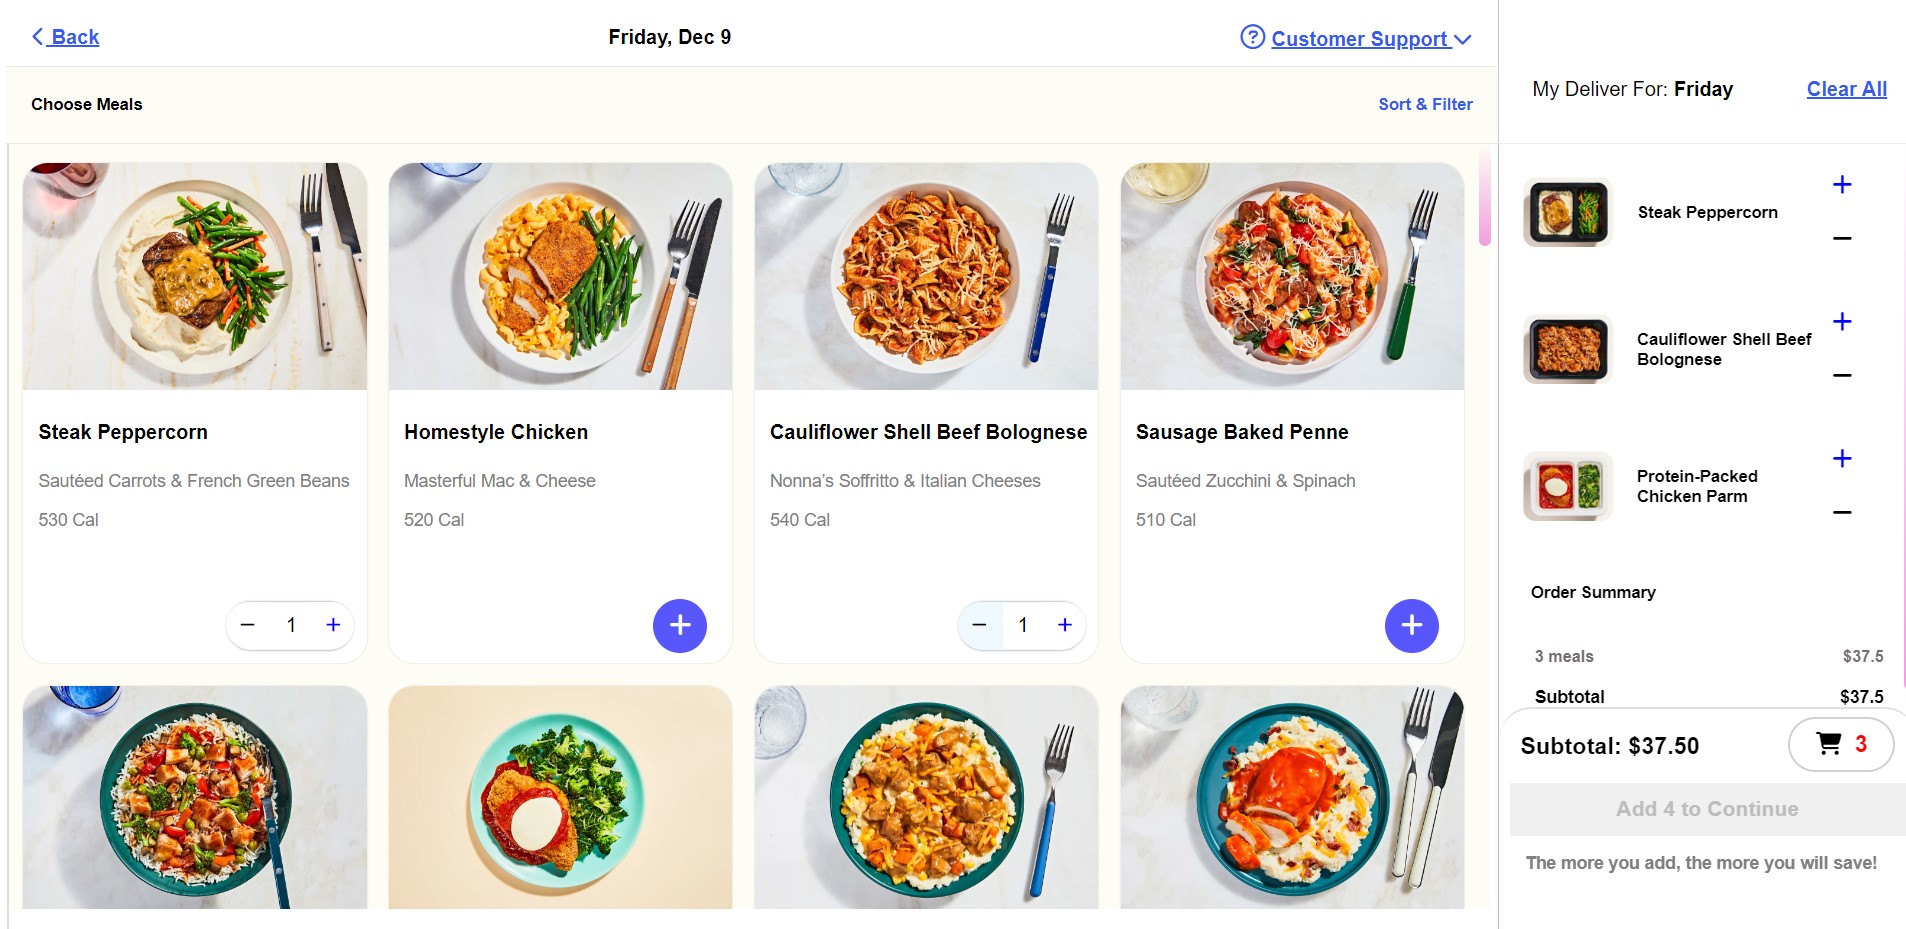 Back
Friday, Dec 9
Customer Support
Choose Meals
Sort & Filter
My Deliver For: Friday
Clear All
Steak Peppercorn
Sautéed Carrots & French Green Beans
530 Cal
1
Homestyle Chicken
Masterful Mac & Cheese
520 Cal
Cauliflower Shell Beef Bolognese
Nonna’s Soffritto & Italian Cheeses
540 Cal
1
Sausage Baked Penne
Sautéed Zucchini & Spinach
510 Cal
Steak Peppercorn
Cauliflower Shell Beef
Bolognese
Protein-Packed
Chicken Parm
Order Summary
3 meals $37.5
Subtotal $37.5
Subtotal: $37.50
3
Add 4 to Continue
The more you add, the more you will save!